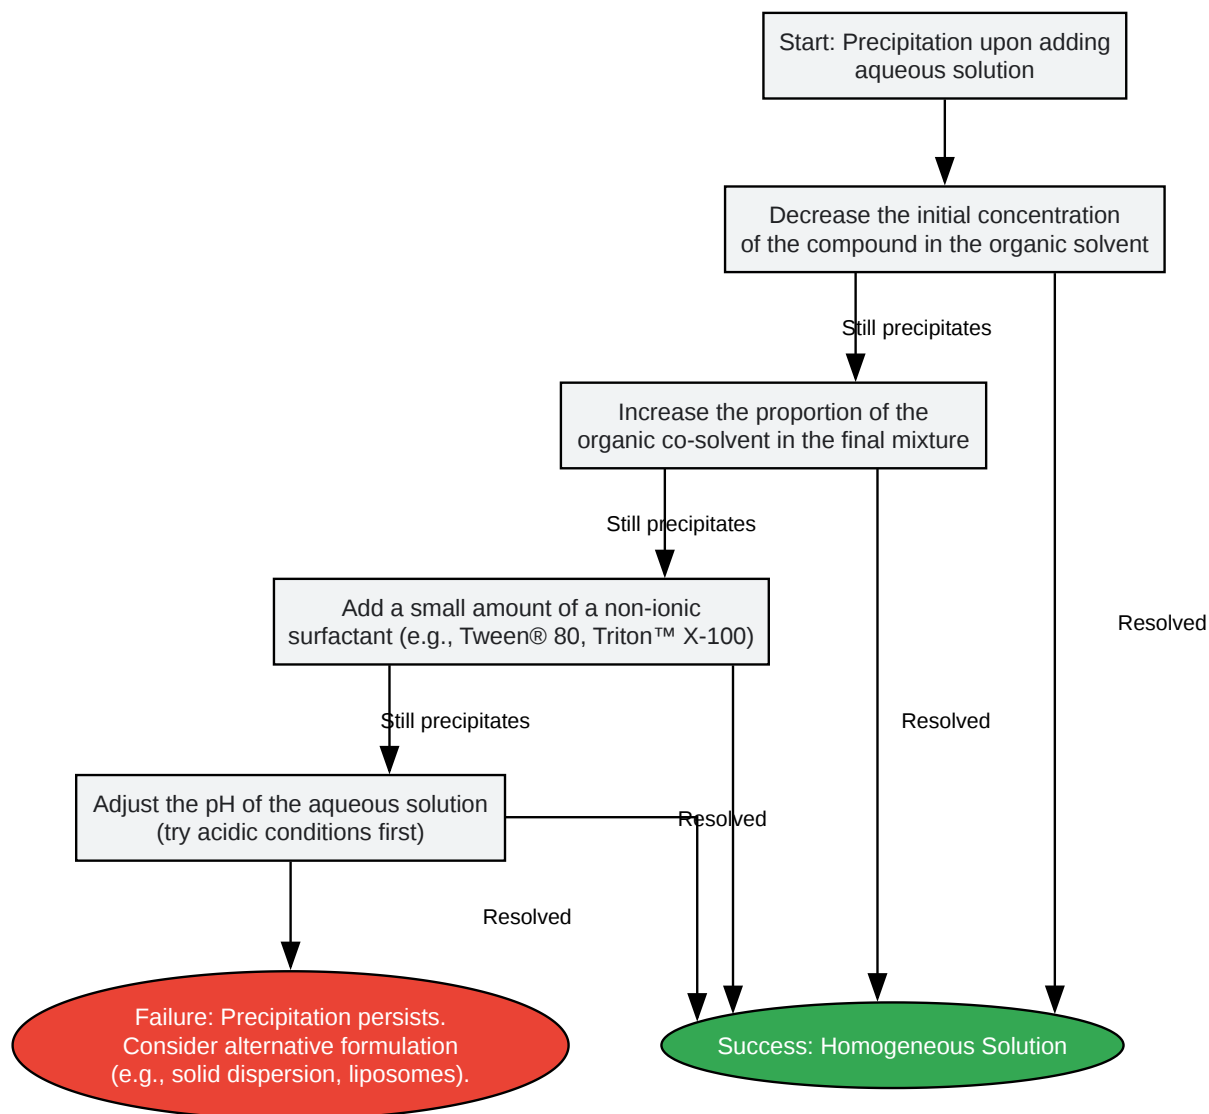 Start: Precipitation upon adding
aqueous solution
Decrease the initial concentration
of the compound in the organic solvent
Still precipitates
Increase the proportion of the
organic co-solvent in the final mixture
Still precipitates
Add a small amount of a non-ionic
surfactant (e.g., Tween® 80, Triton™ X-100)
Resolved
Still precipitates
Resolved
Adjust the pH of the aqueous solution
(try acidic conditions first)
Resolved
Resolved
Failure: Precipitation persists.
Consider alternative formulation
(e.g., solid dispersion, liposomes).
Success: Homogeneous Solution